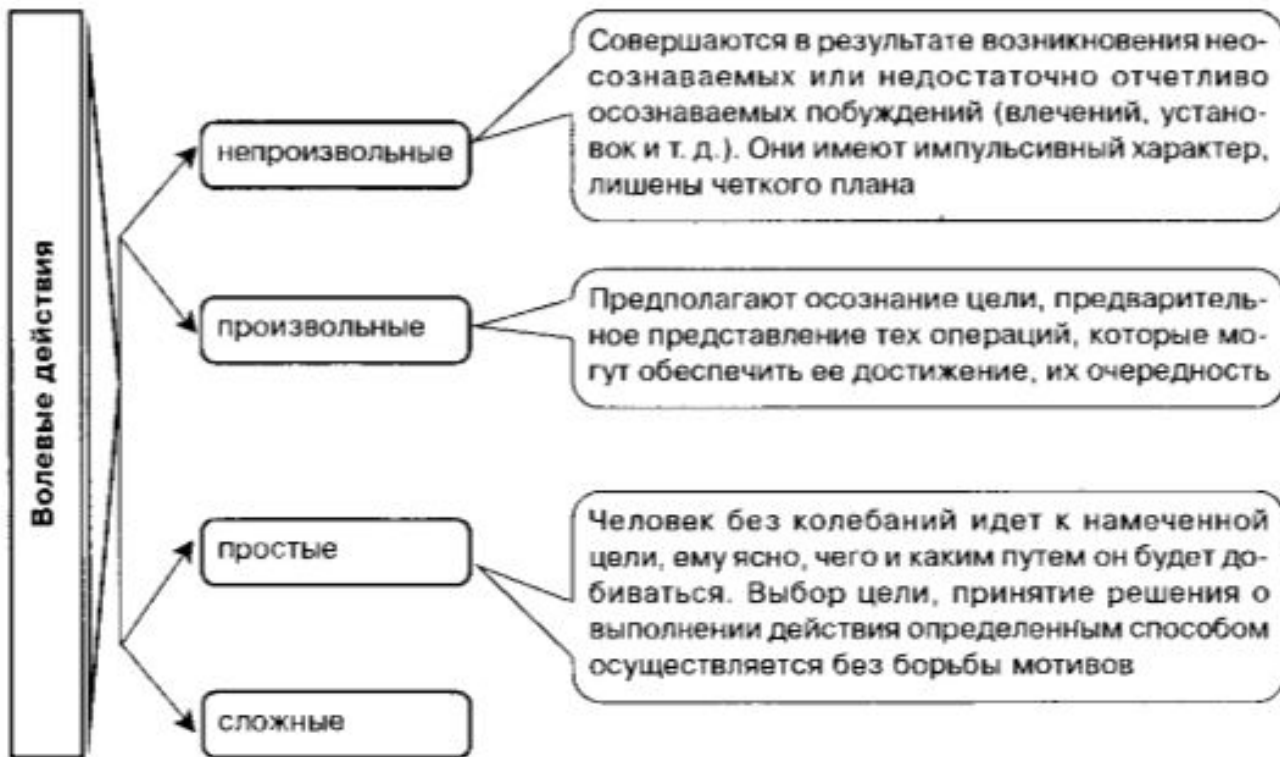 Волевые действия
непроизвольные
Совершаются в результате возникновения нео-
сознаваемых или недостаточно отчетливо
осознаваемых побуждений (влечений, устано-
вок и т. д.). Они имеют импульсивный характер,
лишены четкого плана
произвольные
Предполагают осознание цели, предваритель-
ное представление тех операций, которые мо-
гут обеспечить ее достижение, их очередность
простые
Человек без колебаний идет к намеченной
цели, ему ясно, чего и каким путем он будет до-
биваться. Выбор цели, принятие решения о
выполнении действия определенным способом
осуществляется без борьбы мотивов
сложные